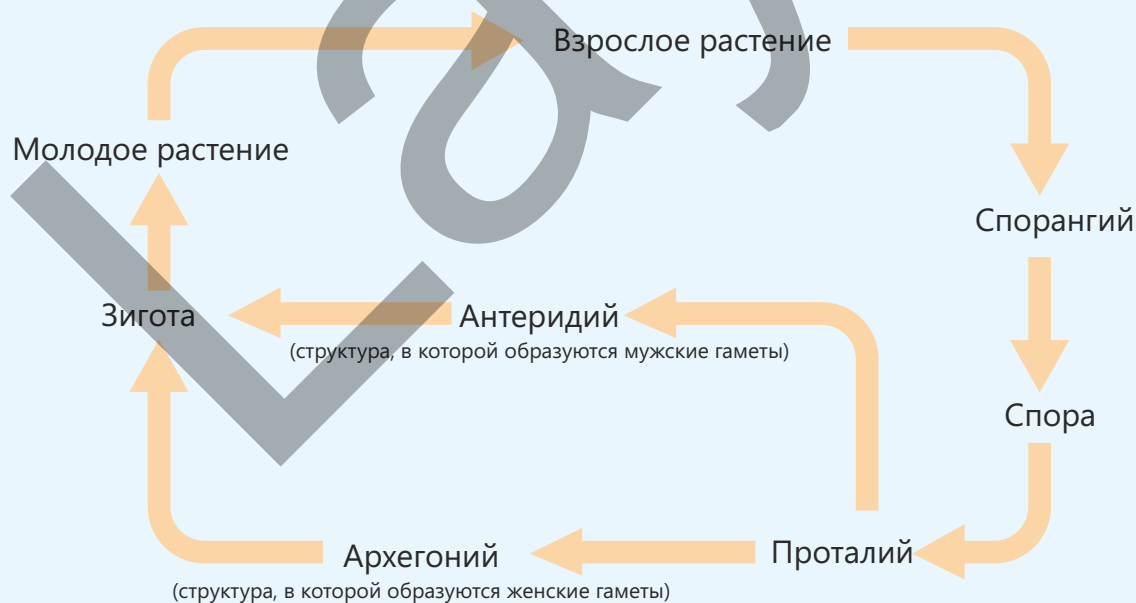 Взрослое растение
Молодое растение
Спорангий
Зигота
Антеридий
(структура, в которой образуются мужские гаметы)
Спора
Архегоний
Проталий
(структура, в которой образуются женские гаметы)